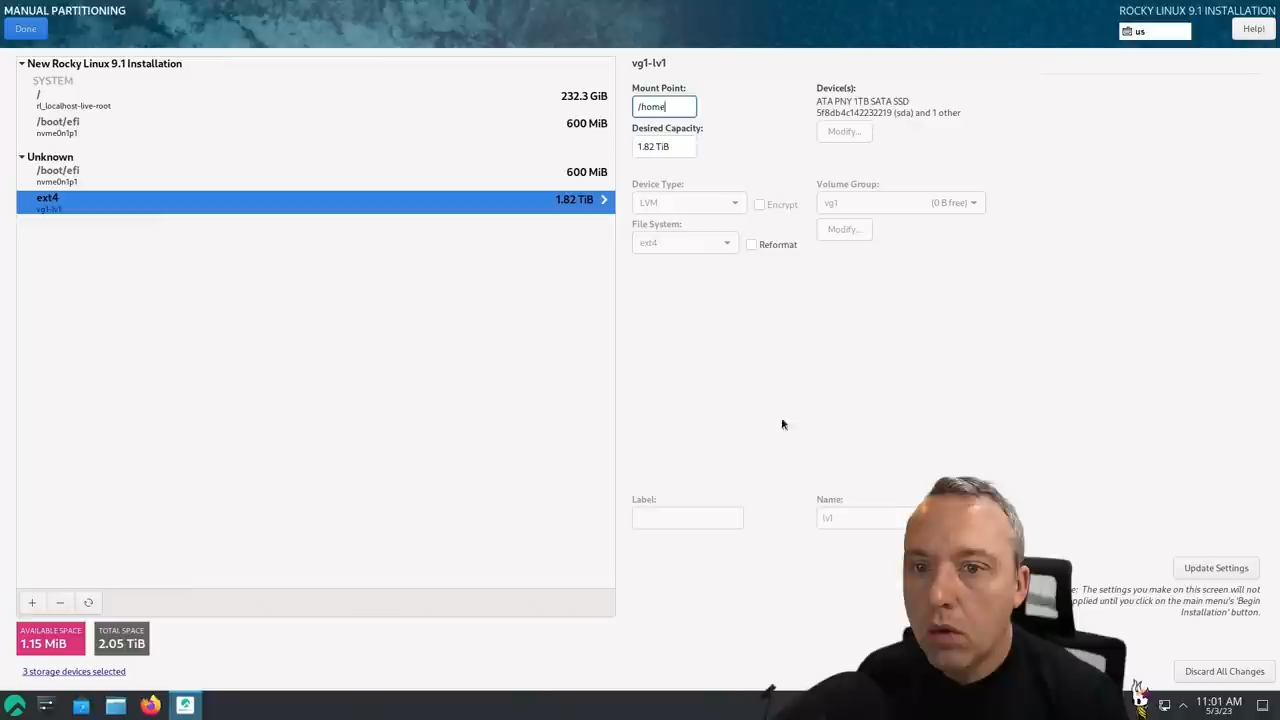 MANUAL PARTITIONING
ROCKY LINUX 9.1 INSTALLATION
Done
us
Help!
New Rocky Linux 9.1 Installation
SYSTEM
/
rl_localhost-live-root
232.3 GiB
/boot/efi
nvme0n1p1
600 MiB
Unknown
/boot/efi
nvme0n1p1
600 MiB
ext4
vg1-lv1
1.82 TiB
vg1-lv1
Mount Point:
/home
Desired Capacity:
1.82 TiB
Device(s):
ATA PNY 1TB SATA SSD
5f8db4c142232219 (sda) and 1 other
Modify...
Device Type:
LVM
Encrypt
Volume Group:
vg1 (0 B free)
File System:
ext4
Reformat
Modify...
Label:
Name:
lv1
Update Settings
The settings you make on this screen will not
applied until you click on the main menu's 'Begin
Installation' button.
AVAILABLE SPACE
1.15 MiB
TOTAL SPACE
2.05 TiB
3 storage devices selected
Discard All Changes
11:01 AM
5/3/23